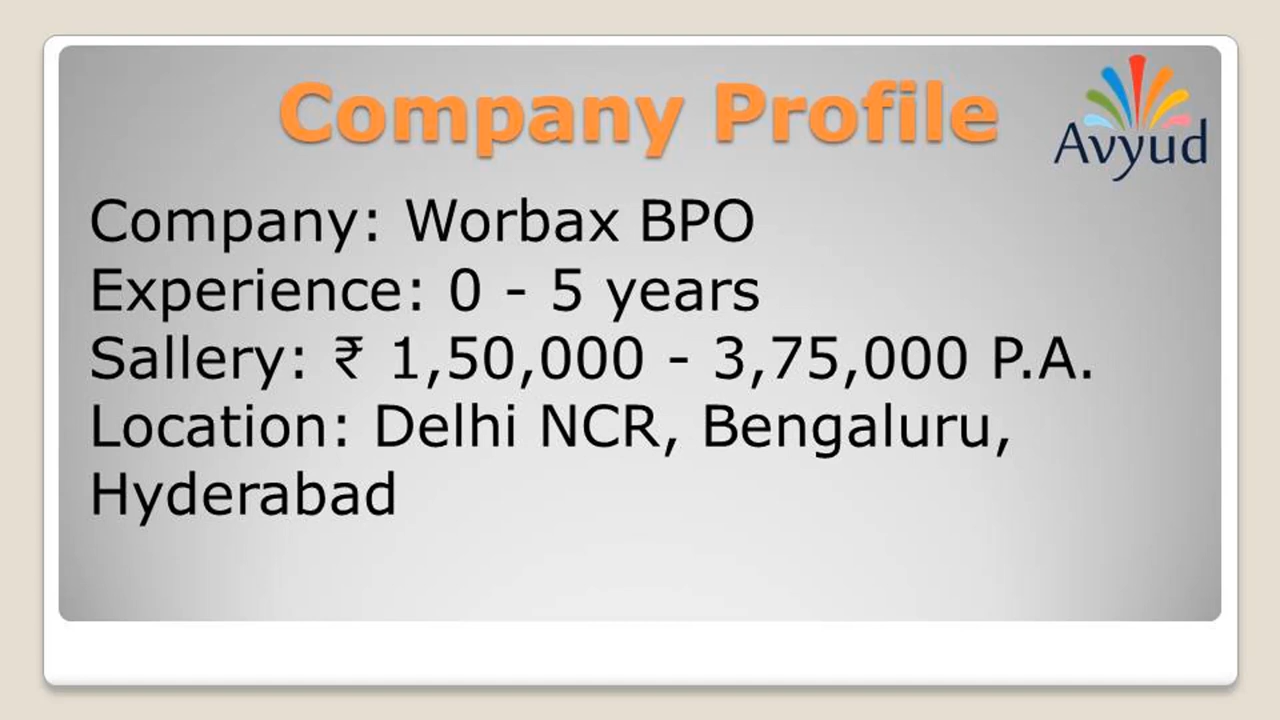 Company Profile
Avyud
Company: Worbax BPO
Experience: 0 - 5 years
Sallery: ₹ 1,50,000 - 3,75,000 P.A.
Location: Delhi NCR, Bengaluru,
Hyderabad